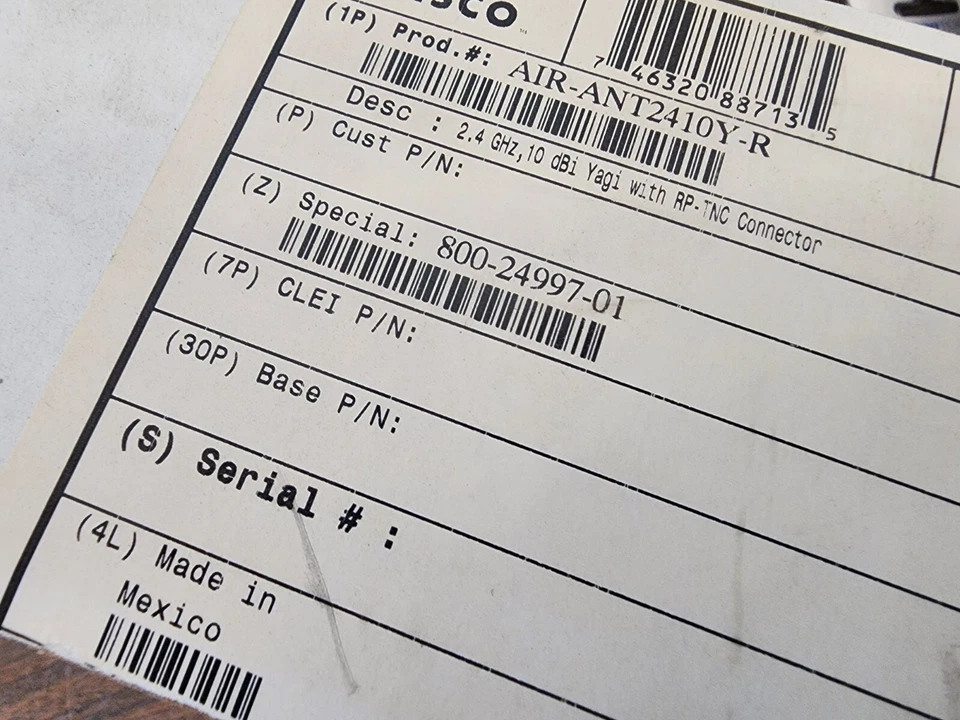 (1P) Prod.#: AIR-ANT2410Y-R
7 46320 88713 5
Desc : 2.4 GHz,10 dBi Yagi with RP-TNC Connector
(P) Cust P/N:
(Z) Special: 800-24997-01
(7P) CLEI P/N:
(30P) Base P/N:
(S) Serial # :
(4L) Made in
Mexico